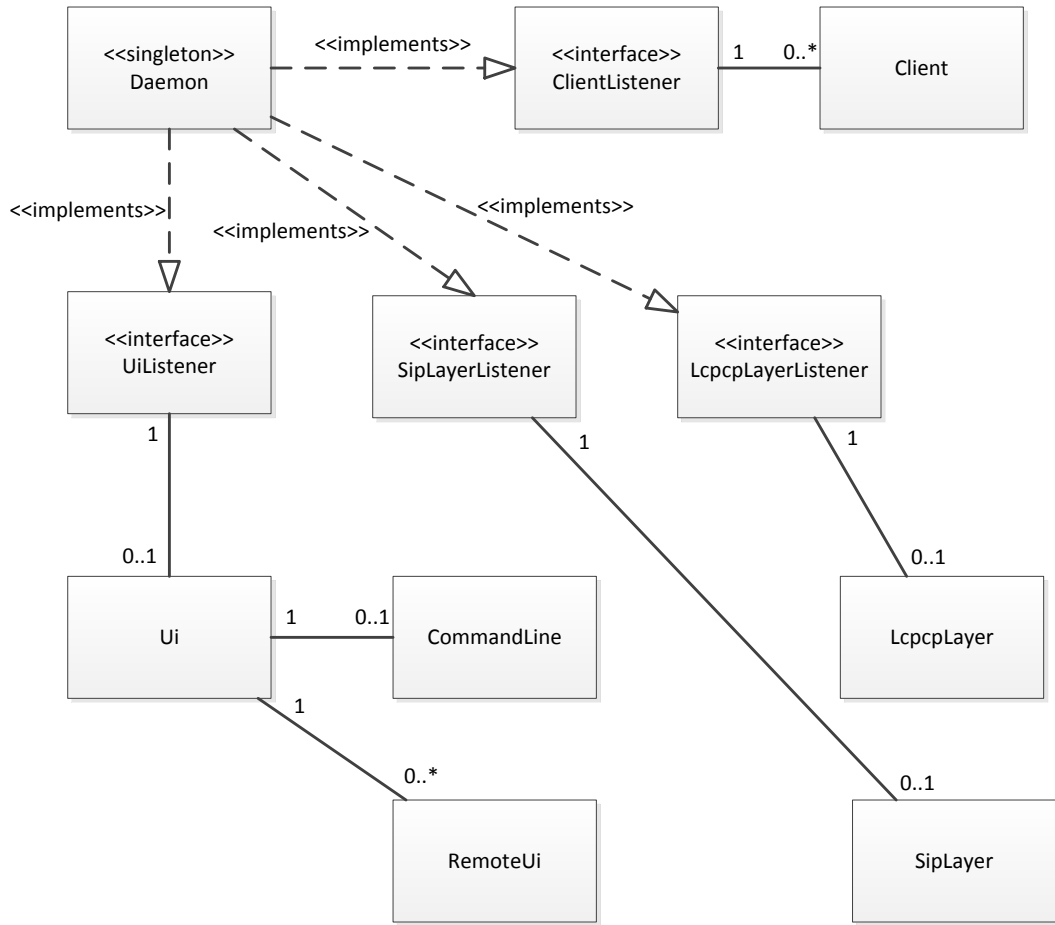 <<singleton>>
Daemon
<<implements>>
<<interface>>
ClientListener
1
0..*
Client
<<implements>>
<<implements>>
<<implements>>
<<interface>>
UiListener
<<interface>>
SipLayerListener
<<interface>>
LcpcpLayerListener
1
1
1
0..1
0..1
Ui
1
0..1
CommandLine
LcpcpLayer
1
0..*
0..1
RemoteUi
SipLayer